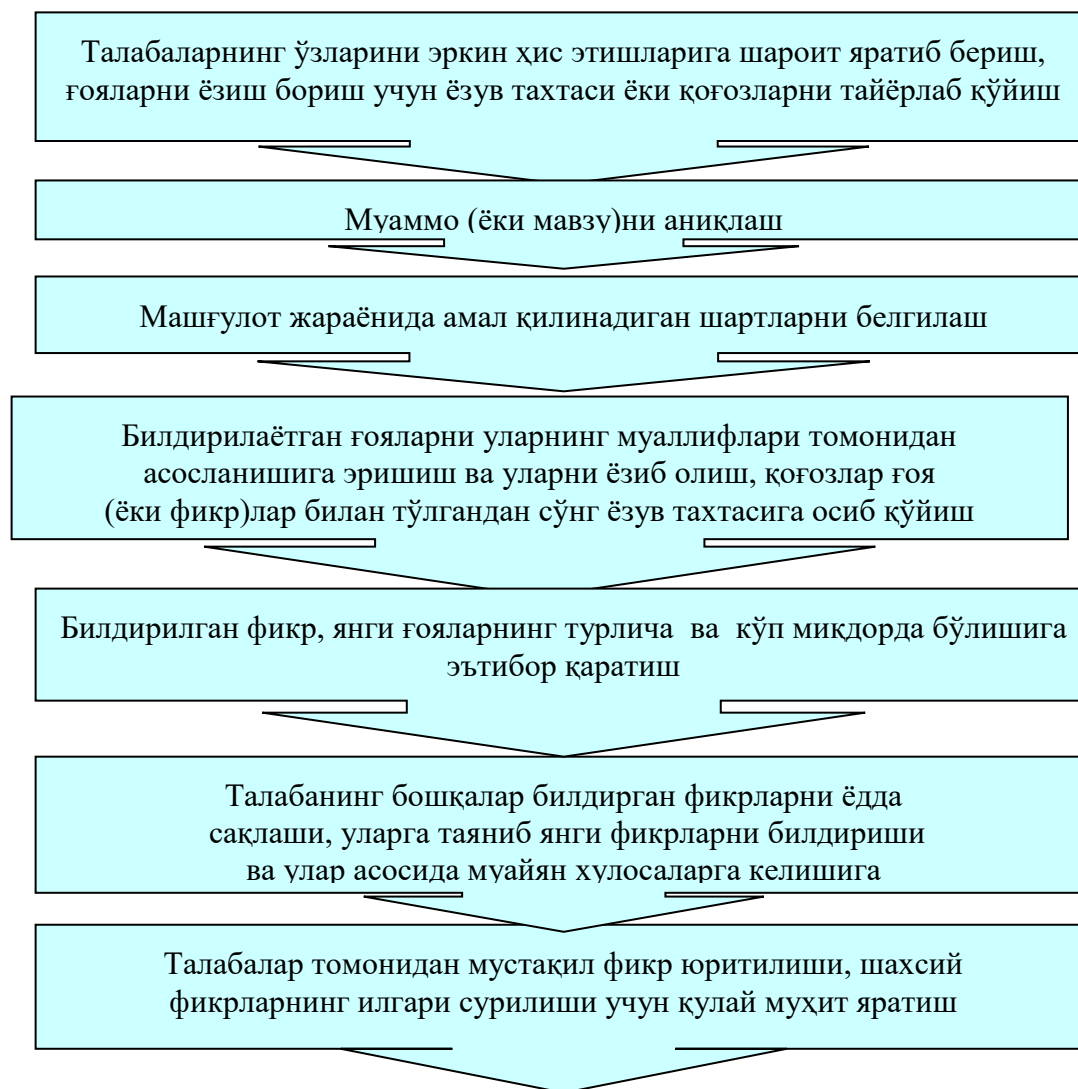 Талабаларнинг ўзларини эркин ҳис этишларига шароит яратиб бериш,
ғояларни ёзиш бориш учун ёзув тахтаси ёки қоғозларни тайёрлаб қўйиш
Муаммо (ёки мавзу)ни аниқлаш
Машғулот жараёнида амал қилинадиган шартларни белгилаш
Билдирилаётган ғояларни уларнинг муаллифлари томонидан
асосланишига эришиш ва уларни ёзиб олиш, қоғозлар ғоя
(ёки фикр)лар билан тўлгандан сўнг ёзув тахтасига осиб қўйиш
Билдирилган фикр, янги ғояларнинг турлича ва кўп миқдорда бўлишига
эътибор қаратиш
Талабанинг бошқалар билдирган фикрларни ёдда
сақлаши, уларга таяниб янги фикрларни билдириши
ва улар асосида муайян хулосаларга келишига
Талабалар томонидан мустақил фикр юритилиши, шахсий
фикрларнинг илгари сурилиши учун қулай муҳит яратиш